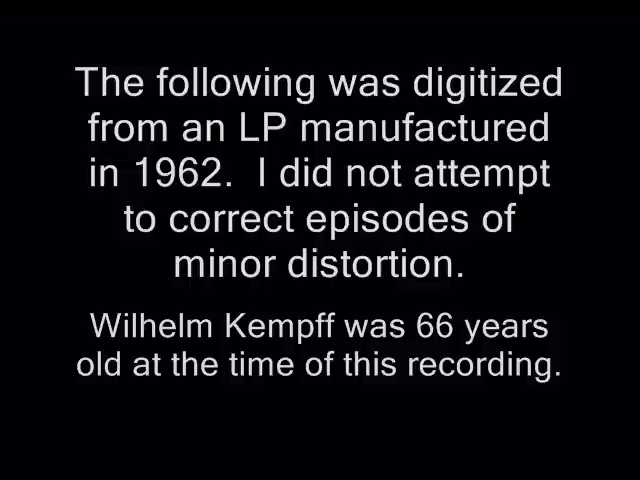 The following was digitized
from an LP manufactured
in 1962.  I did not attempt
to correct episodes of
minor distortion.
Wilhelm Kempff was 66 years
old at the time of this recording.